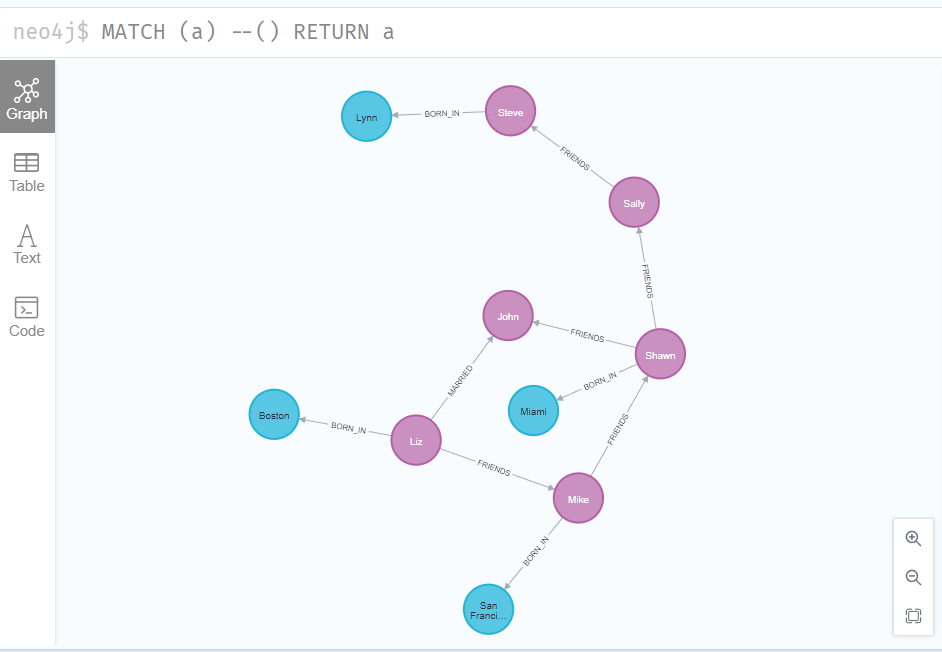 neo4j$ MATCH (a) --() RETURN a
Graph
Table
Text
Code
Lynn
BORN_IN
Steve
FRIENDS
Sally
FRIENDS
John
FRIENDS
Shawn
MARRIED
BORN_IN
Miami
Boston
BORN_IN
Liz
FRIENDS
FRIENDS
Mike
BORN_IN
San
Franci...